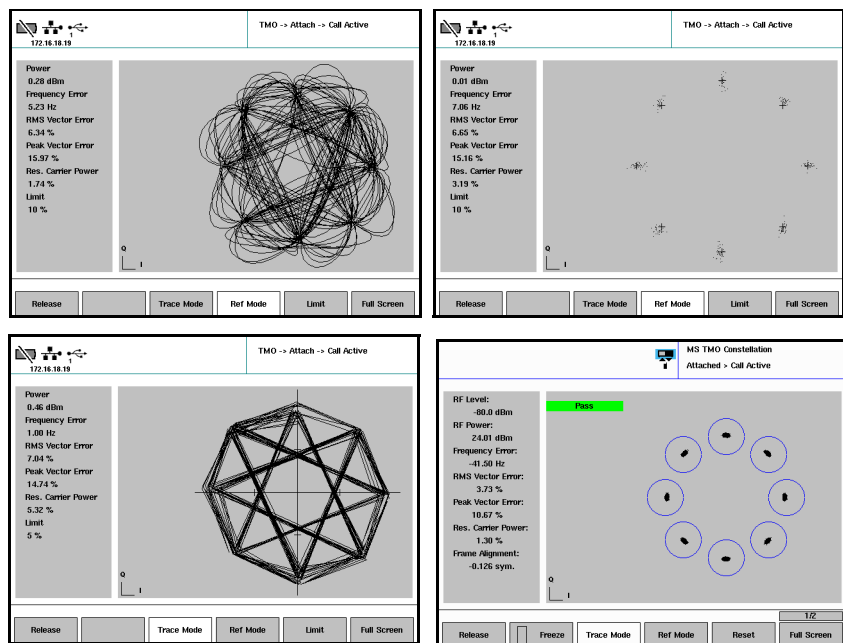 TMO -> Attach -> Call Active
1
172.16.18.19
Power
0.28 dBm
Frequency Error
5.23 Hz
RMS Vector Error
6.34 %
Peak Vector Error
15.97 %
Res. Carrier Power
1.74 %
Limit
10 %
Q
I
Release
Trace Mode
Ref Mode
Limit
Full Screen
TMO -> Attach -> Call Active
1
172.16.18.19
Power
0.01 dBm
Frequency Error
7.06 Hz
RMS Vector Error
6.65 %
Peak Vector Error
15.16 %
Res. Carrier Power
3.19 %
Limit
10 %
Q
I
Release
Trace Mode
Ref Mode
Limit
Full Screen
TMO -> Attach -> Call Active
1
172.16.18.19
Power
0.46 dBm
Frequency Error
1.00 Hz
RMS Vector Error
7.04 %
Peak Vector Error
14.74 %
Res. Carrier Power
5.32 %
Limit
5 %
Q
I
Release
Trace Mode
Ref Mode
Limit
Full Screen
MS TMO Constellation
Attached > Call Active
RF Level:
-80.0 dBm
RF Power:
24.01 dBm
Frequency Error:
-41.50 Hz
RMS Vector Error:
3.73 %
Peak Vector Error:
10.67 %
Res. Carrier Power:
1.30 %
Frame Alignment:
-0.126 sym.
Pass
Q
I
1/2
Release
Freeze
Trace Mode
Ref Mode
Reset
Full Screen